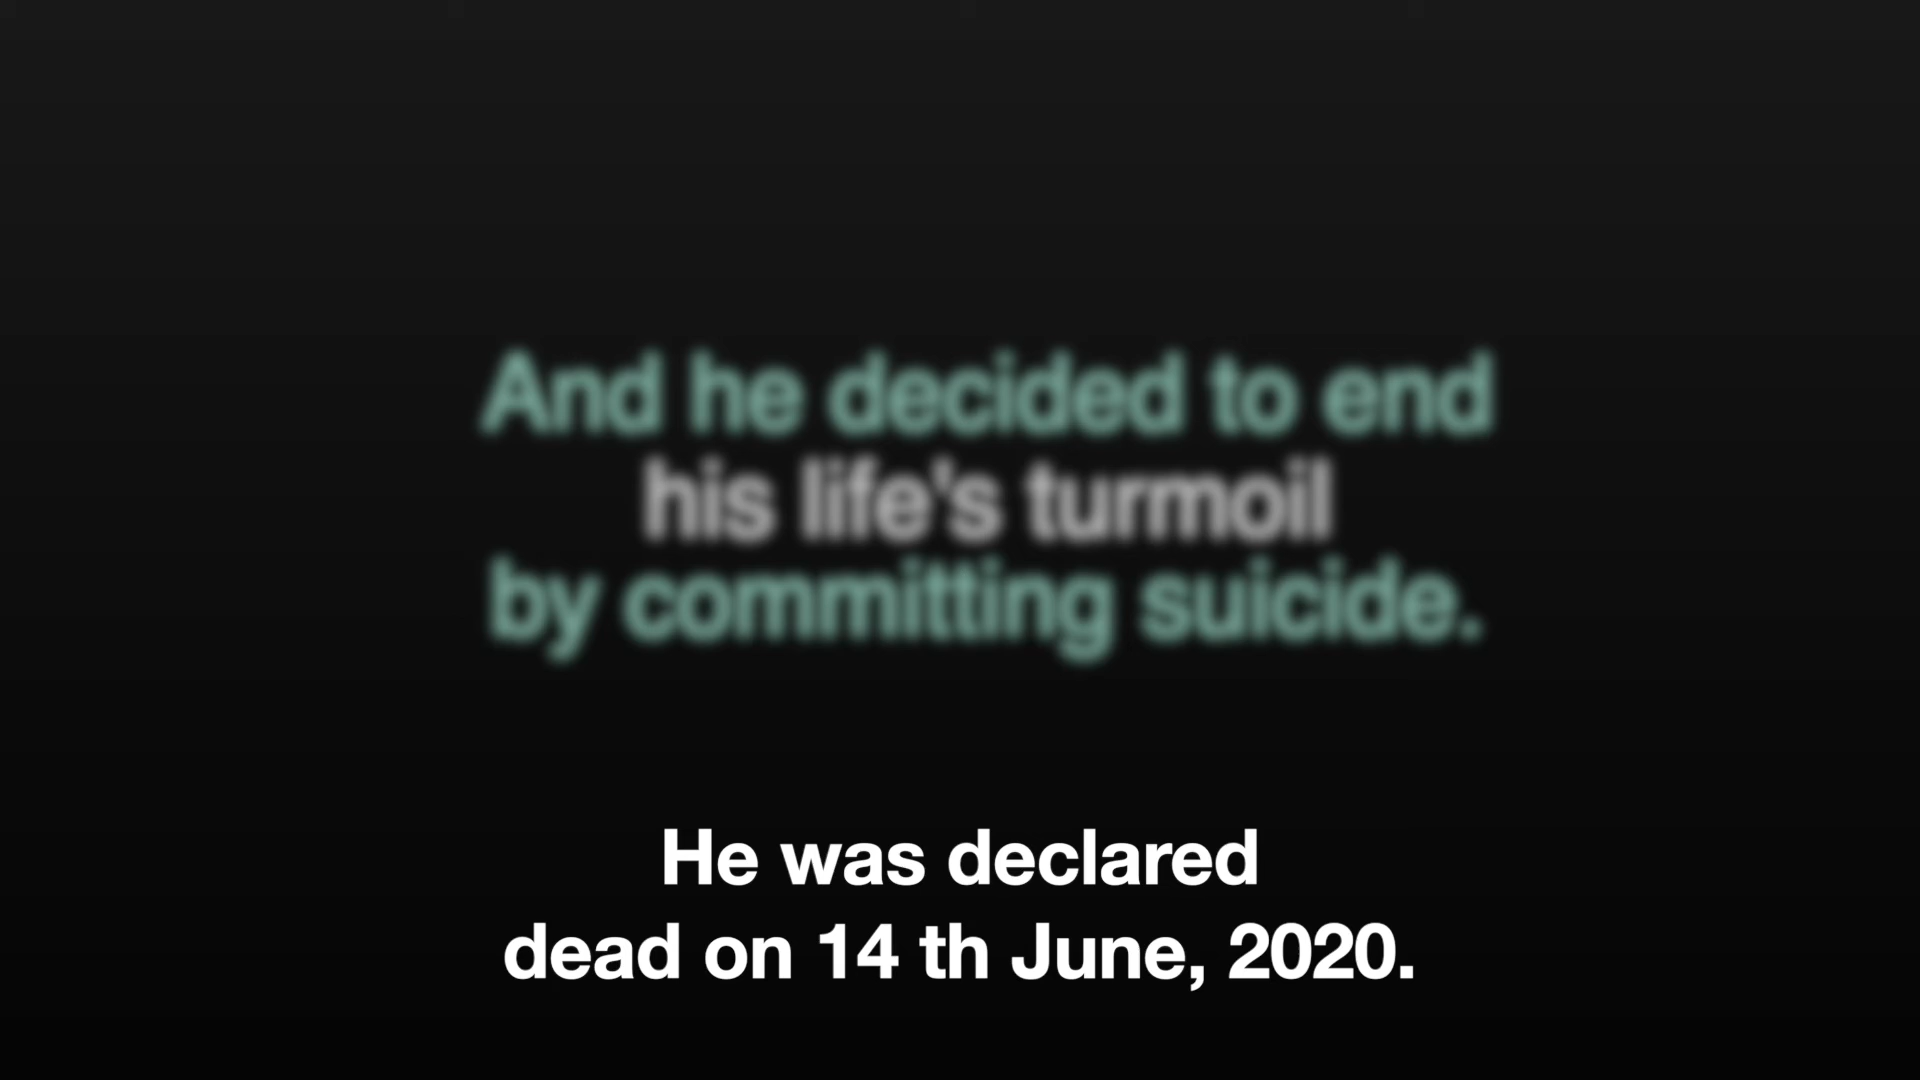 And he decided to end
his life's turmoil
by committing suicide.
He was declared
dead on 14 th June, 2020.